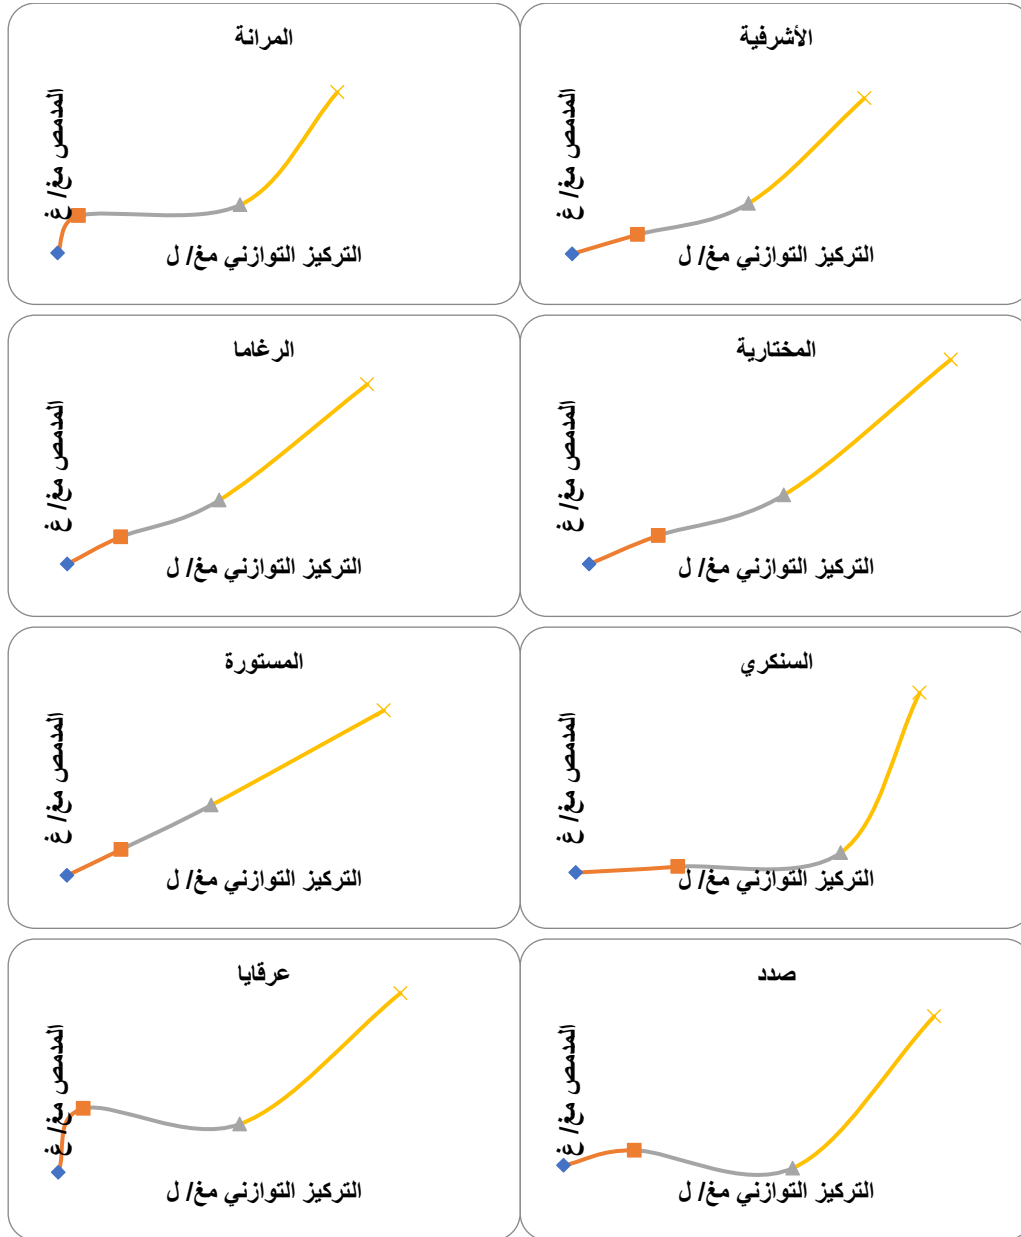 الأشرفية
المدمص مغ/ غ
التركيز التوازني مغ/ ل
المرانة
المدمص مغ/ غ
التركيز التوازني مغ/ ل
المختارية
المدمص مغ/ غ
التركيز التوازني مغ/ ل
الرغاما
المدمص مغ/ غ
التركيز التوازني مغ/ ل
السنكري
المدمص مغ/ غ
التركيز التوازني مغ/ ل
المستورة
المدمص مغ/ غ
التركيز التوازني مغ/ ل
صدد
المدمص مغ/ غ
التركيز التوازني مغ/ ل
عرقايا
المدمص مغ/ غ
التركيز التوازني مغ/ ل